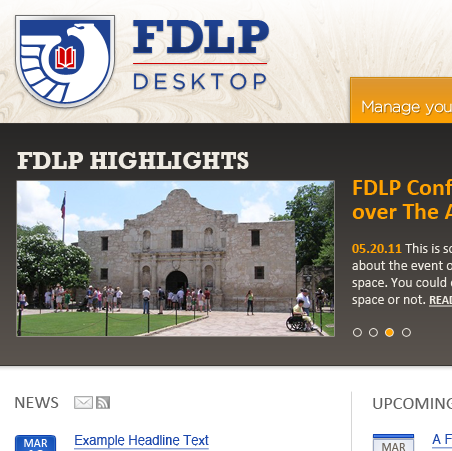 FDLP
DESKTOP
Manage you
FDLP HIGHLIGHTS
FDLP Conf
over The A
05.20.11 This is so
about the event o
space. You could
space or not. READ
NEWS
UPCOMING
MAR
Example Headline Text
MAR
A F